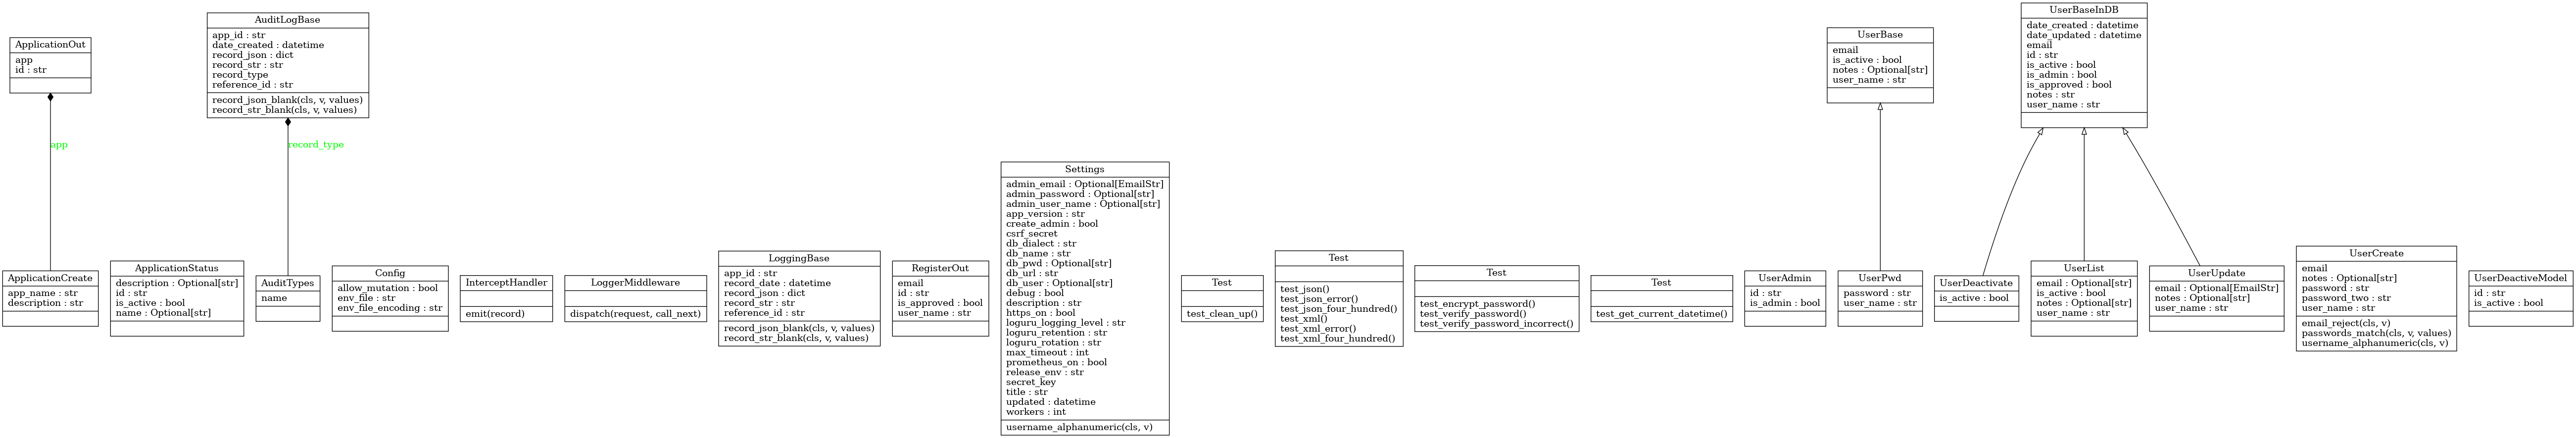 ApplicationOut
app
id : str
AuditLogBase
app_id : str
date_created : datetime
record_json : dict
record_str : str
record_type
reference_id : str
record_json_blank(cls, v, values)
record_str_blank(cls, v, values)
UserBase
email
is_active : bool
notes : Optional[str]
user_name : str
UserBaseInDB
date_created : datetime
date_updated : datetime
email
id : str
is_active : bool
is_admin : bool
is_approved : bool
notes : str
user_name : str
app
record_type
ApplicationCreate
app_name : str
description : str
ApplicationStatus
description : Optional[str]
id : str
is_active : bool
name : Optional[str]
AuditTypes
name
Config
allow_mutation : bool
env_file : str
env_file_encoding : str
InterceptHandler
emit(record)
LoggerMiddleware
dispatch(request, call_next)
LoggingBase
app_id : str
record_date : datetime
record_json : dict
record_str : str
reference_id : str
record_json_blank(cls, v, values)
record_str_blank(cls, v, values)
RegisterOut
email
id : str
is_approved : bool
user_name : str
Settings
admin_email : Optional[EmailStr]
admin_password : Optional[str]
admin_user_name : Optional[str]
app_version : str
create_admin : bool
csrf_secret
db_dialect : str
db_name : str
db_pwd : Optional[str]
db_url : str
db_user : Optional[str]
debug : bool
description : str
https_on : bool
loguru_logging_level : str
loguru_retention : str
loguru_rotation : str
max_timeout : int
prometheus_on : bool
release_env : str
secret_key
title : str
updated : datetime
workers : int
username_alphanumeric(cls, v)
Test
test_clean_up()
Test
test_json()
test_json_error()
test_json_four_hundred()
test_xml()
test_xml_error()
test_xml_four_hundred()
Test
test_encrypt_password()
test_verify_password()
test_verify_password_incorrect()
Test
test_get_current_datetime()
UserAdmin
id : str
is_admin : bool
UserPwd
password : str
user_name : str
UserDeactivate
is_active : bool
UserList
email : Optional[str]
is_active : bool
notes : Optional[str]
user_name : str
UserUpdate
email : Optional[EmailStr]
notes : Optional[str]
user_name : str
UserCreate
email
notes : Optional[str]
password : str
password_two : str
user_name : str
email_reject(cls, v)
passwords_match(cls, v, values)
username_alphanumeric(cls, v)
UserDeactiveModel
id : str
is_active : bool